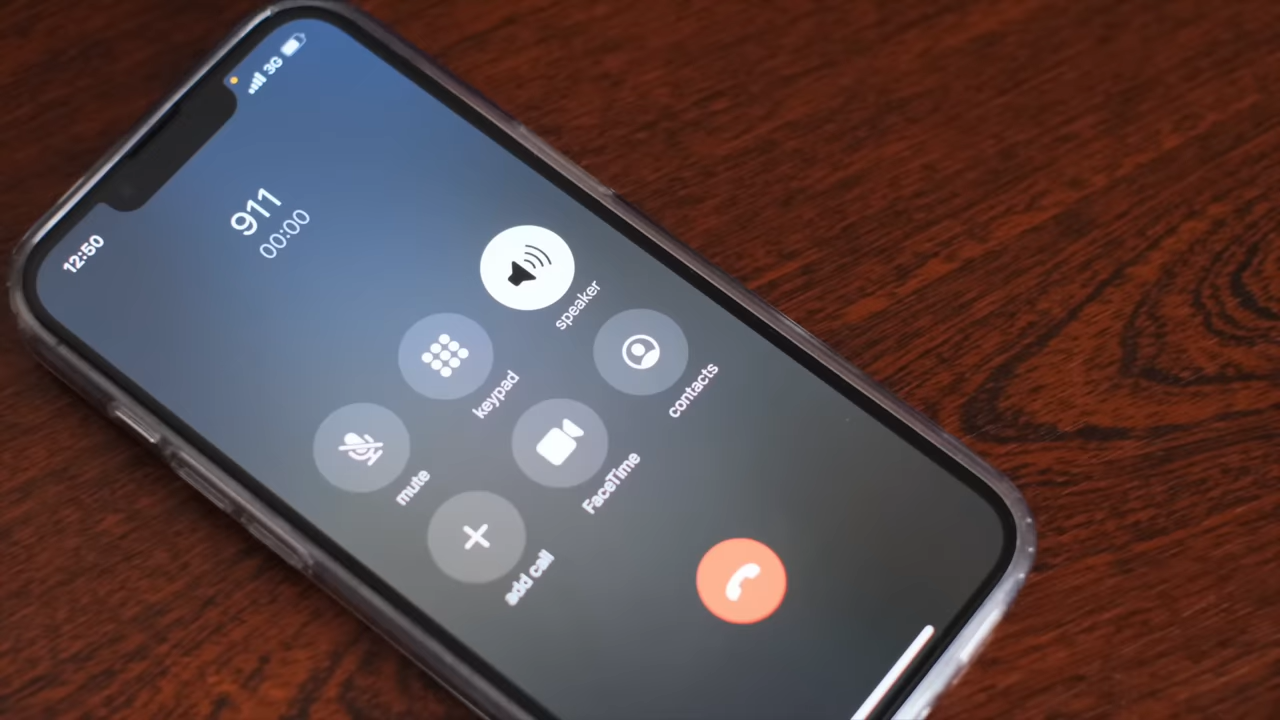 12:50
3G
911
00:00
mute
keypad
speaker
add call
FaceTime
contacts